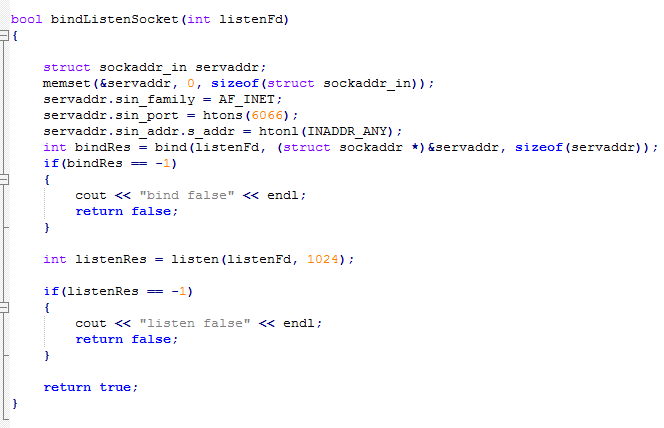 bool bindListenSocket(int listenFd)
{
struct sockaddr_in servaddr;
memset(&servaddr, 0, sizeof(struct sockaddr_in));
servaddr.sin_family = AF_INET;
servaddr.sin_port = htons(6066);
servaddr.sin_addr.s_addr = htonl(INADDR_ANY);
int bindRes = bind(listenFd, (struct sockaddr *)&servaddr, sizeof(servaddr));
if(bindRes == -1)
{
cout << "bind false" << endl;
return false;
}
int listenRes = listen(listenFd, 1024);
if(listenRes == -1)
{
cout << "listen false" << endl;
return false;
}
return true;
}